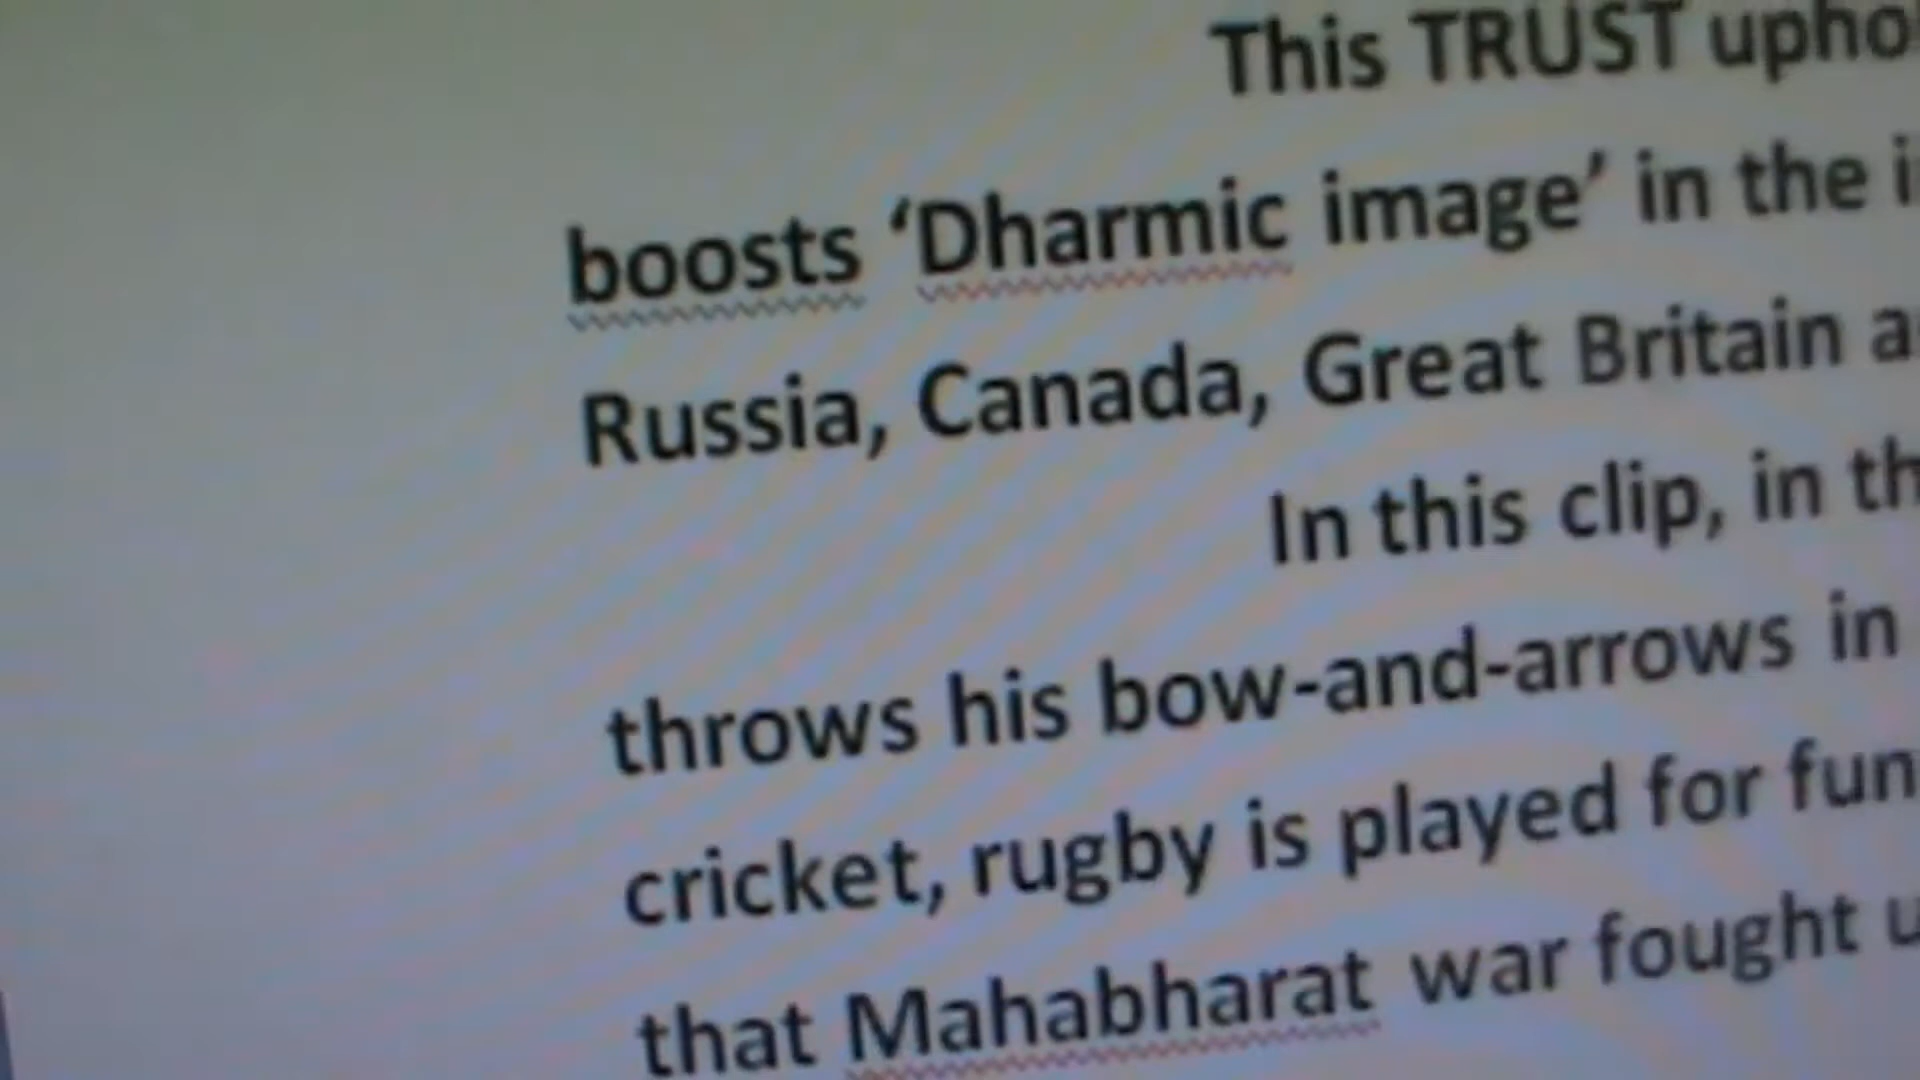 This TRUST
boosts ‘Dharmic image’ in the
Russia, Canada, Great Britain
In this clip, in
throws his bow-and-arrows in
cricket, rugby is played for fun
that Mahabharat war fought